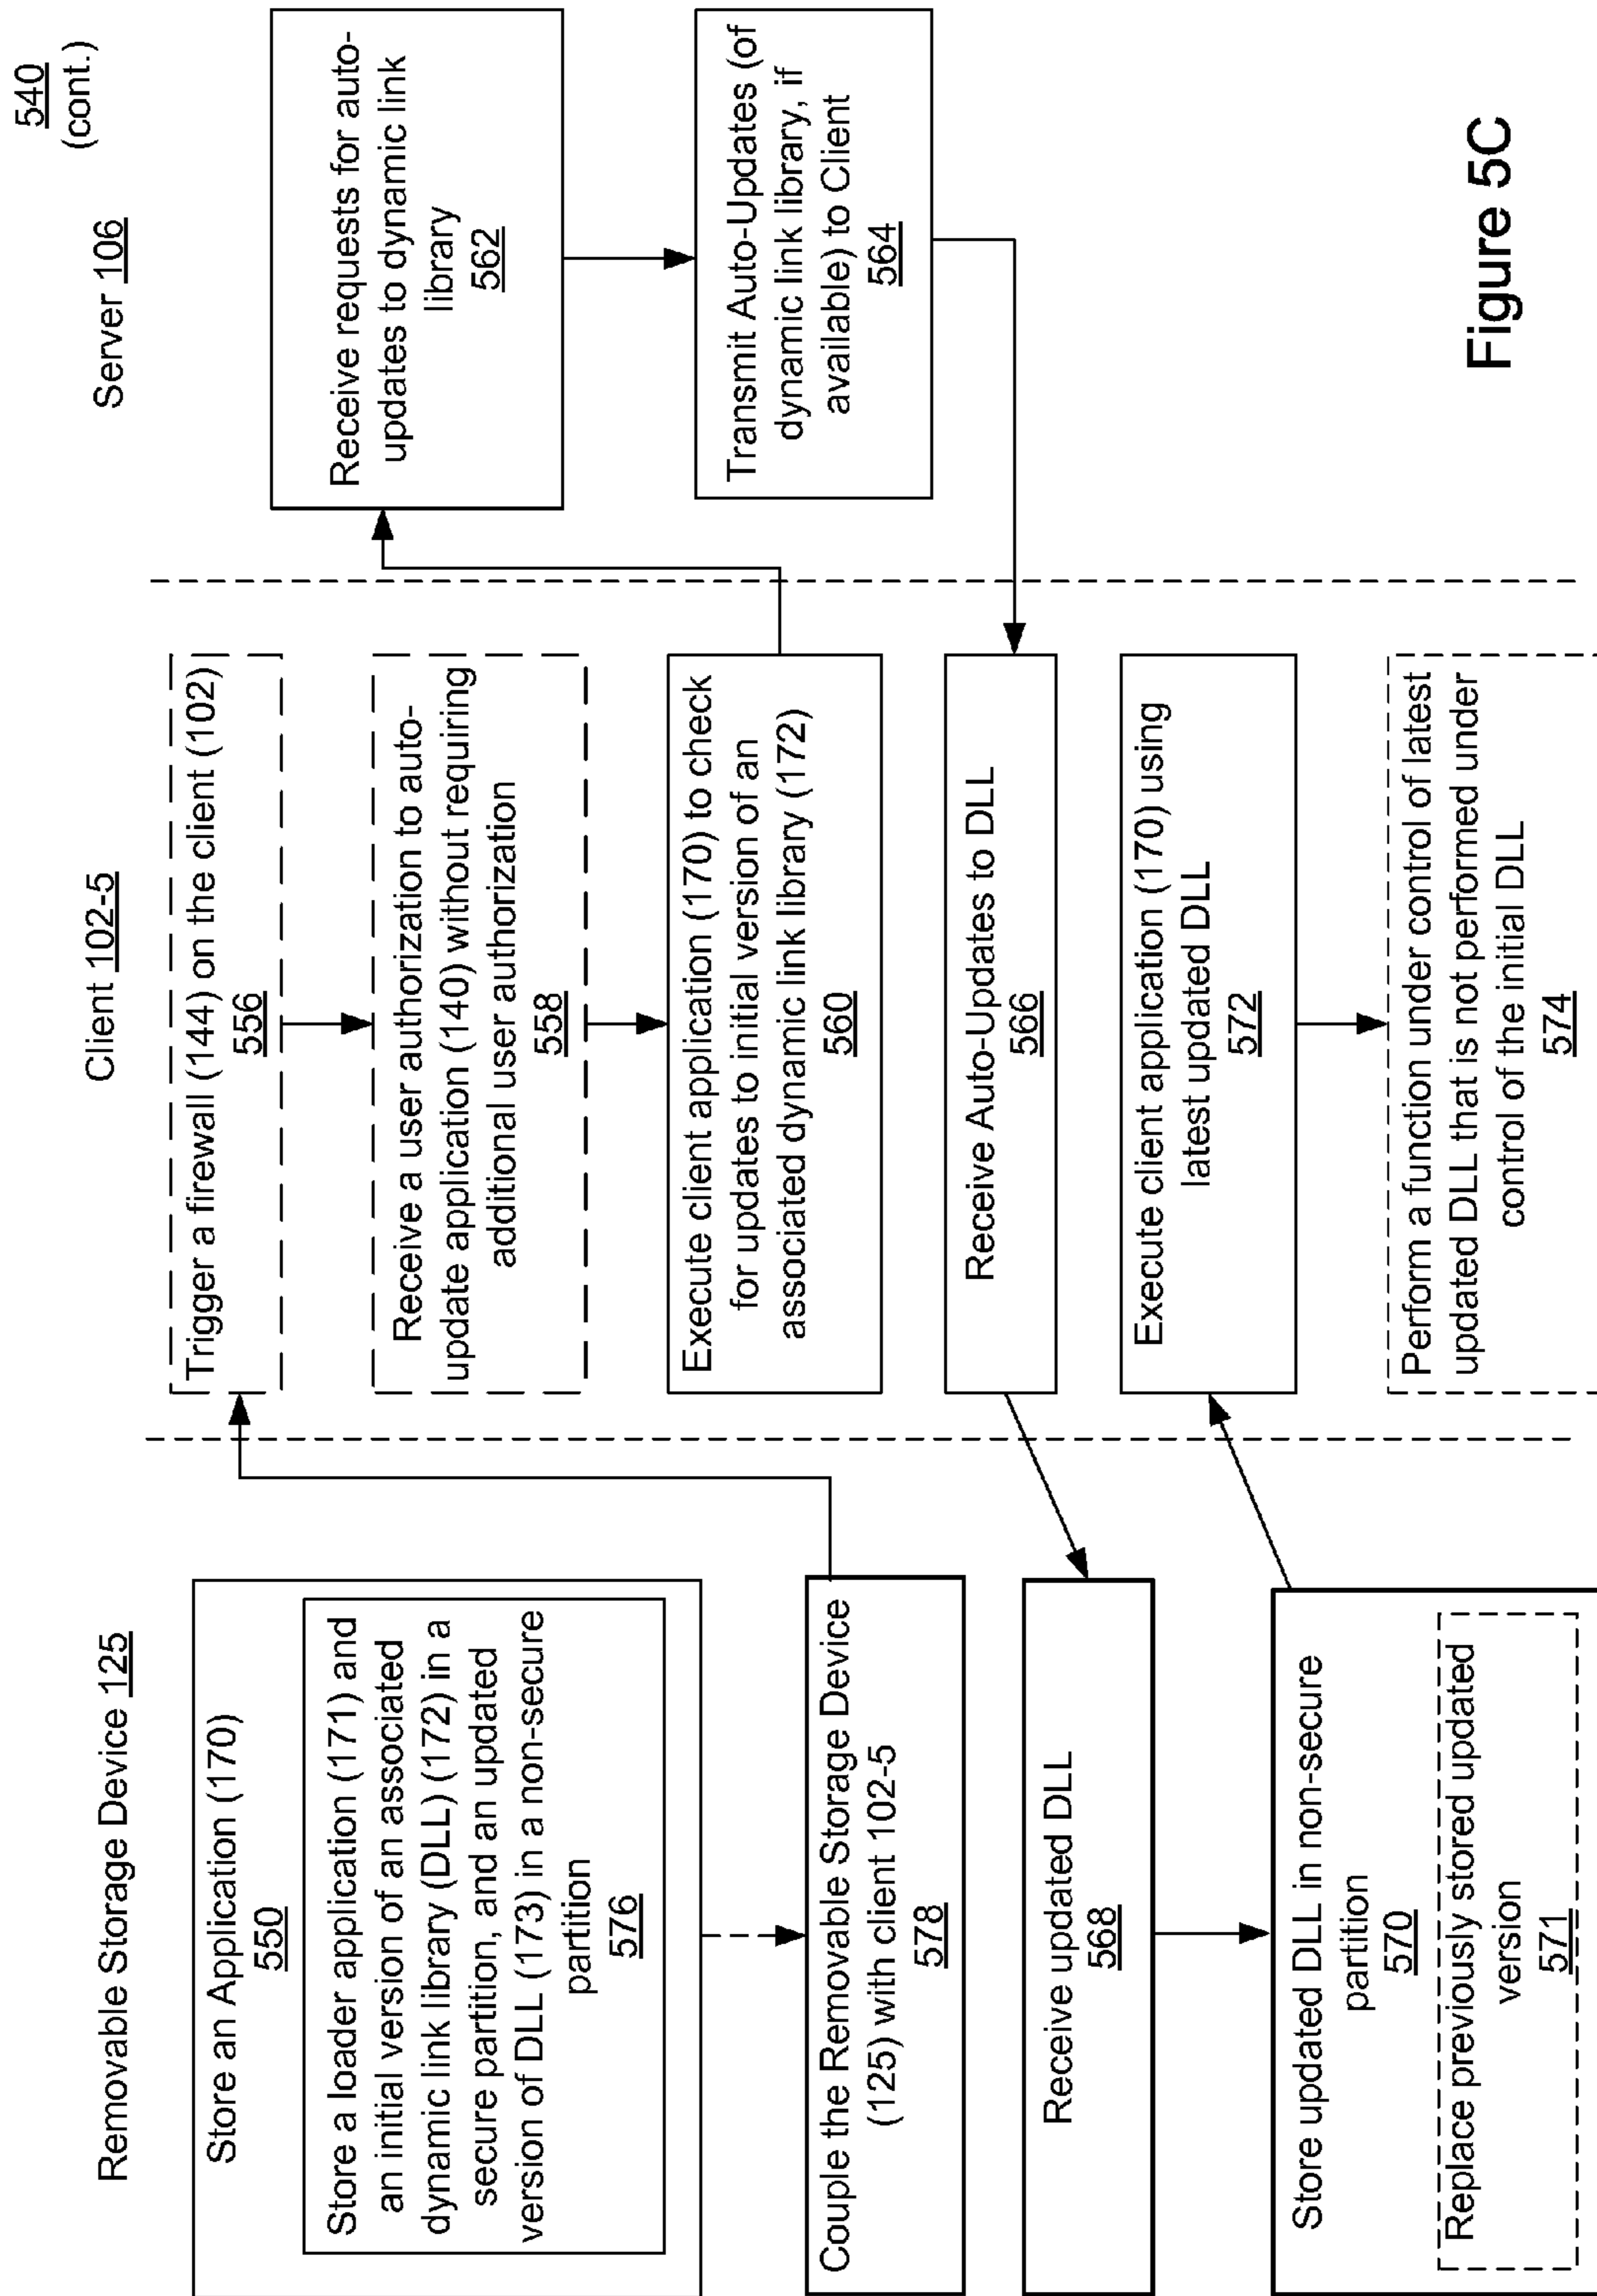 540
(cont.)
Removable Storage Device 125
Client 102-5
Server 106
Store an Application (170)
550
Store a loader application (171) and
an initial version of an associated
dynamic link library (DLL) (172) in a
secure partition, and an updated
version of DLL (173) in a non-secure
partition
576
Couple the Removable Storage Device
(125) with client 102-5
578
Receive updated DLL
568
Store updated DLL in non-secure
partition
570
Replace previously stored updated
version
571
Trigger a firewall (144) on the client (102)
556
Receive a user authorization to auto-
update application (140) without requiring
additional user authorization
558
Execute client application (170) to check
for updates to initial version of an
associated dynamic link library (172)
560
Receive Auto-Updates to DLL
566
Execute client application (170) using
latest updated DLL
572
Perform a function under control of latest
updated DLL that is not performed under
control of the initial DLL
574
Receive requests for auto-
updates to dynamic link
library
562
Transmit Auto-Updates (of
dynamic link library, if
available) to Client
564
Figure 5C